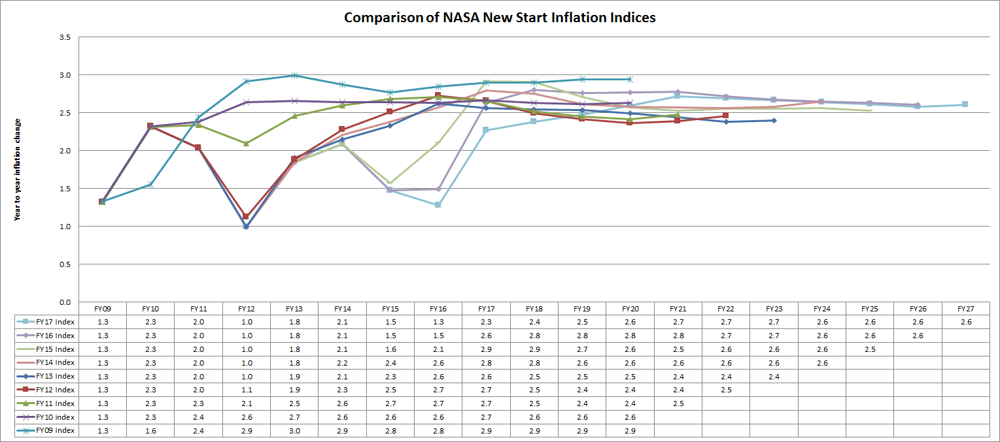 Comparison of NASA New Start Inflation Indices
Year to year inflation change
3.5
3.0
2.5
2.0
1.5
1.0
0.5
0.0
FY09 FY10 FY11 FY12 FY13 FY14 FY15 FY16 FY17 FY18 FY19 FY20 FY21 FY22 FY23 FY24 FY25 FY26 FY27
FY17 Index 1.3 2.3 2.0 1.0 1.8 2.1 1.5 1.3 2.3 2.4 2.5 2.6 2.7 2.7 2.7 2.6 2.6 2.6 2.6
FY16 Index 1.3 2.3 2.0 1.0 1.8 2.1 1.5 1.5 2.6 2.8 2.8 2.8 2.8 2.7 2.7 2.6 2.6 2.6
FY15 Index 1.3 2.3 2.0 1.0 1.8 2.1 1.6 2.1 2.9 2.9 2.7 2.6 2.5 2.6 2.6 2.6 2.5
FY14 Index 1.3 2.3 2.0 1.0 1.8 2.2 2.4 2.6 2.8 2.8 2.6 2.6 2.6 2.6 2.6 2.6
FY13 Index 1.3 2.3 2.0 1.0 1.9 2.1 2.3 2.6 2.6 2.5 2.5 2.5 2.4 2.4 2.4
FY12 Index 1.3 2.3 2.0 1.1 1.9 2.3 2.5 2.7 2.7 2.5 2.4 2.4 2.4 2.5
FY11 Index 1.3 2.3 2.3 2.1 2.5 2.6 2.7 2.7 2.7 2.5 2.4 2.4 2.5
FY10 index 1.3 2.3 2.4 2.6 2.7 2.6 2.6 2.6 2.7 2.6 2.6 2.6
FY09 Index 1.3 1.6 2.4 2.9 3.0 2.9 2.8 2.8 2.9 2.9 2.9 2.9